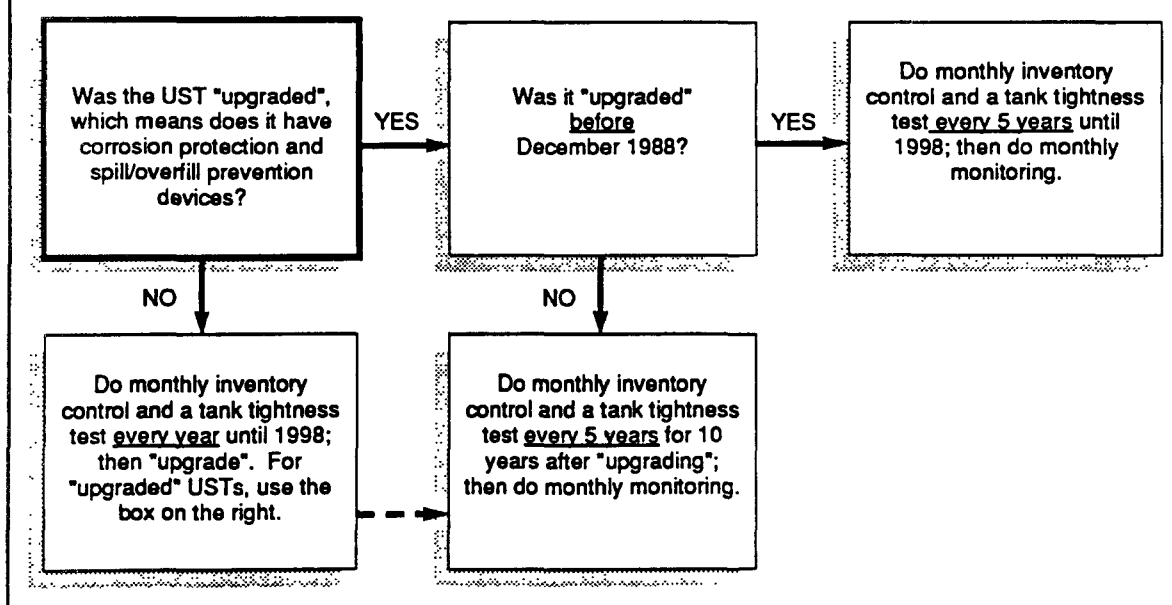 Was the UST "upgraded",
which means does it have
corrosion protection and
spill/overfill prevention
devices?
YES
Was it "upgraded"
before
December 1988?
YES
Do monthly inventory
control and a tank tightness
test every 5 years until
1998; then do monthly
monitoring.
NO
NO
Do monthly inventory
control and a tank tightness
test every year until 1998;
then "upgrade". For
"upgraded" USTs, use the
box on the right.
Do monthly inventory
control and a tank tightness
test every 5 years for 10
years after "upgrading";
then do monthly monitoring.